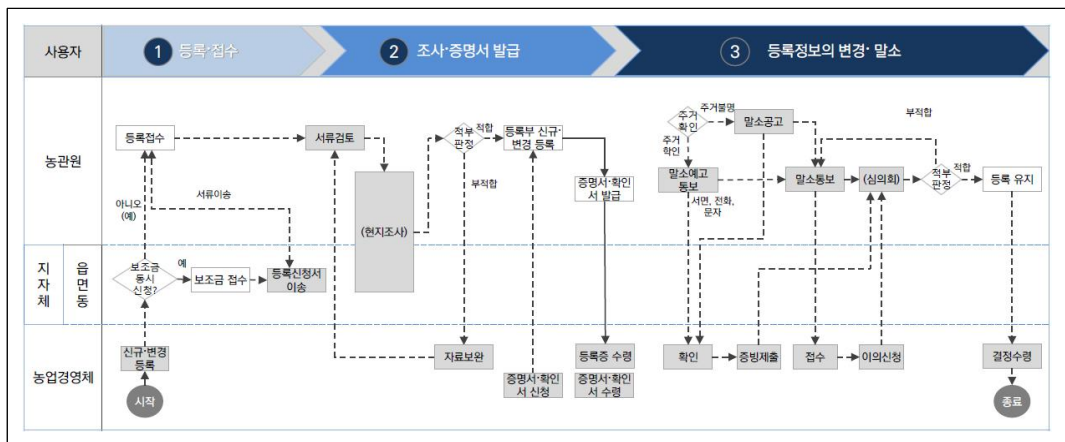 사용자
1 등록·접수
2 조사·증명서 발급
3 등록정보의 변경·말소
농관원
등록접수
서류검토
(현지조사)
적부
판정
적합
부적합
등록부 신규·
변경 등록
증명서·확인
서 발급
아니오
(예)
서류이송
주거
확인
주거불명
주거
확인
말소공고
말소예고
통보
서면, 전화,
문자
말소통보
(심의회)
부적합
적부
판정
적합
등록 유지
지
자
체
읍
면
동
보조금
동시
신청?
예
보조금 접수
등록신청서
이송
농업경영체
신규·변경
등록
시작
자료보완
증명서·확인
서 신청
등록증 수령
증명서·확인
서 수령
확인
증빙제출
접수
이의신청
결정수령
종료